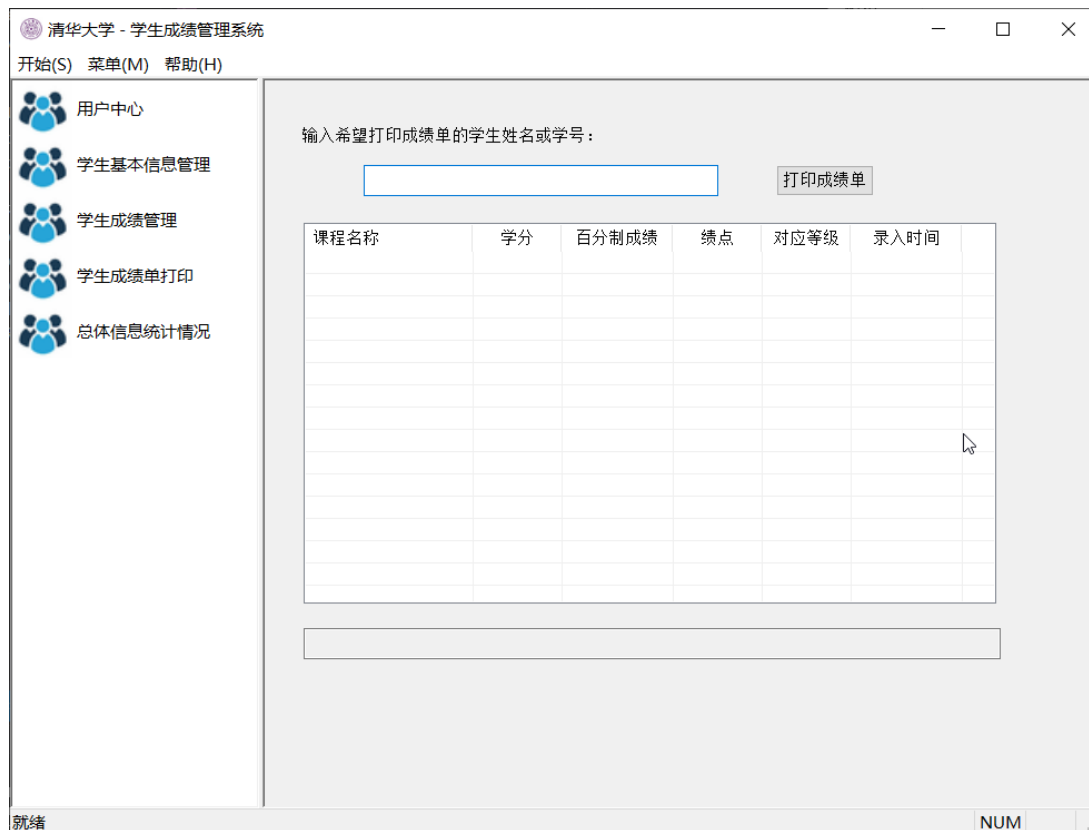 清华大学 - 学生成绩管理系统
开始(S) 菜单(M) 帮助(H)
用户中心
学生基本信息管理
学生成绩管理
学生成绩单打印
总体信息统计情况
输入希望打印成绩单的学生姓名或学号：
打印成绩单
课程名称 学分 百分制成绩 绩点 对应等级 录入时间
就绪 NUM